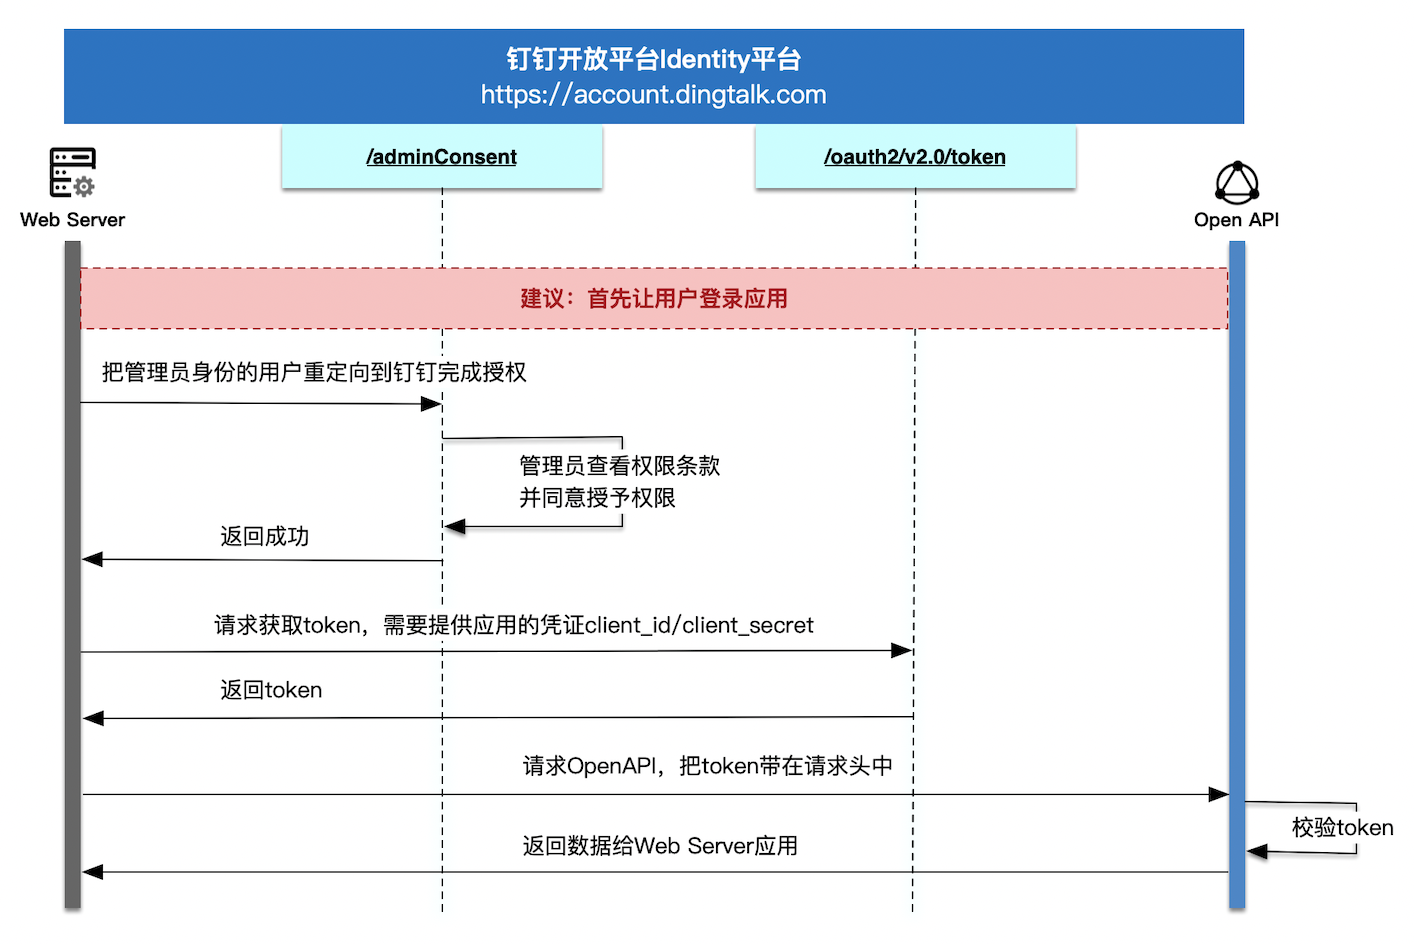 钉钉开放平台Identity平台
https://account.dingtalk.com
/adminConsent
/oauth2/v2.0/token
Web Server
Open API
建议：首先让用户登录应用
把管理员身份的用户重定向到钉钉完成授权
管理员查看权限条款
并同意授予权限
返回成功
请求获取token，需要提供应用的凭证client_id/client_secret
返回token
请求OpenAPI，把token带在请求头中
校验token
返回数据给Web Server应用